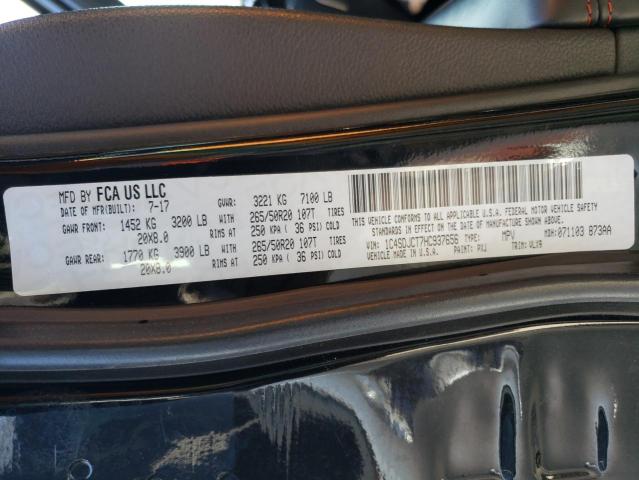 MFD BY FCA US LLC
DATE OF MFR(BUILT): 7-17 GVWR: 3221 KG 7100 LB
GAWR FRONT: 1452 KG 3200 LB WITH 265/50R20 107T TIRES
20X8.0 RIMS AT 250 KPA ( 36 PSI) COLD
GAWR REAR: 1770 KG 3900 LB WITH 265/50R20 107T TIRES
20X8.0 RIMS AT 250 KPA ( 36 PSI) COLD
THIS VEHICLE CONFORMS TO ALL APPLICABLE U.S.A. FEDERAL MOTOR VEHICLE SAFETY
STANDARDS IN EFFECT ON THE DATE OF MANUFACTURE SHOWN ABOVE.
VIN: 1C4SDJCT7HC937656 TYPE: MPV MDH: 071103 873AA
VEHICLE MADE IN U.S.A. PAINT: PXJ TRIM: VLX9